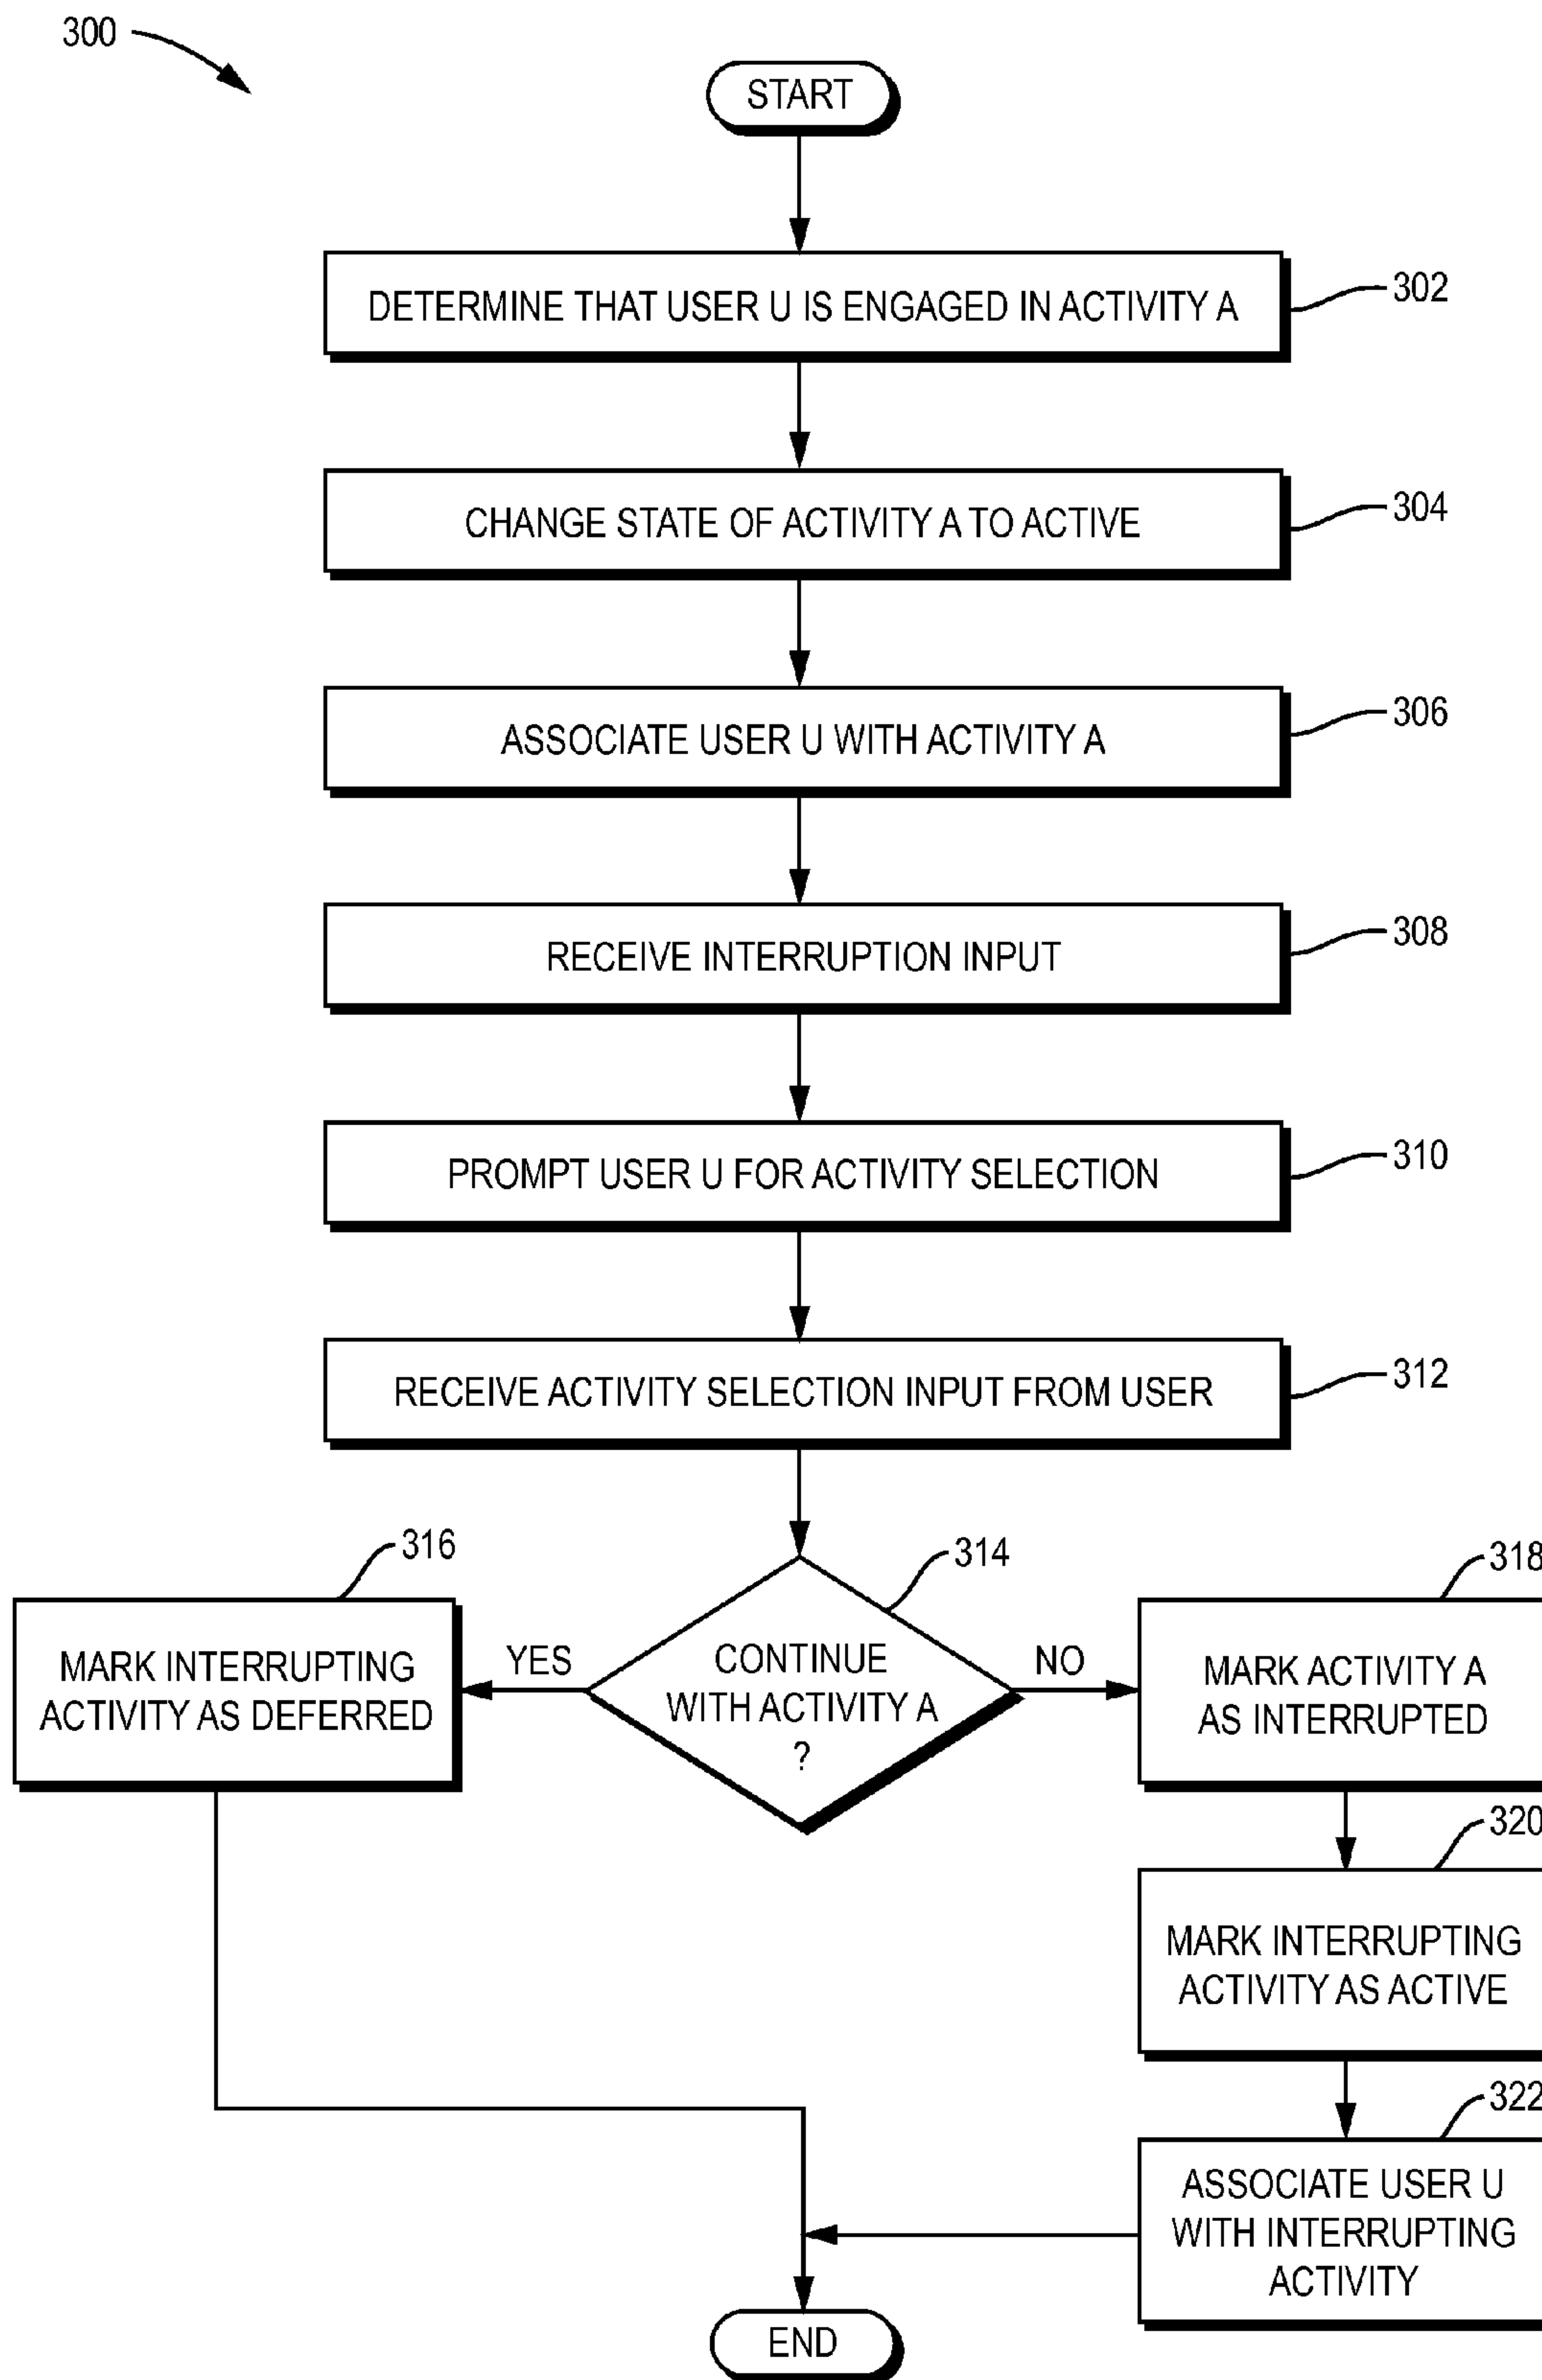 300
START
DETERMINE THAT USER U IS ENGAGED IN ACTIVITY A
302
CHANGE STATE OF ACTIVITY A TO ACTIVE
304
ASSOCIATE USER U WITH ACTIVITY A
306
RECEIVE INTERRUPTION INPUT
308
PROMPT USER U FOR ACTIVITY SELECTION
310
RECEIVE ACTIVITY SELECTION INPUT FROM USER
312
316
MARK INTERRUPTING
ACTIVITY AS DEFERRED
YES
314
CONTINUE
WITH ACTIVITY A
?
NO
318
MARK ACTIVITY A
AS INTERRUPTED
320
MARK INTERRUPTING
ACTIVITY AS ACTIVE
322
ASSOCIATE USER U
WITH INTERRUPTING
ACTIVITY
END